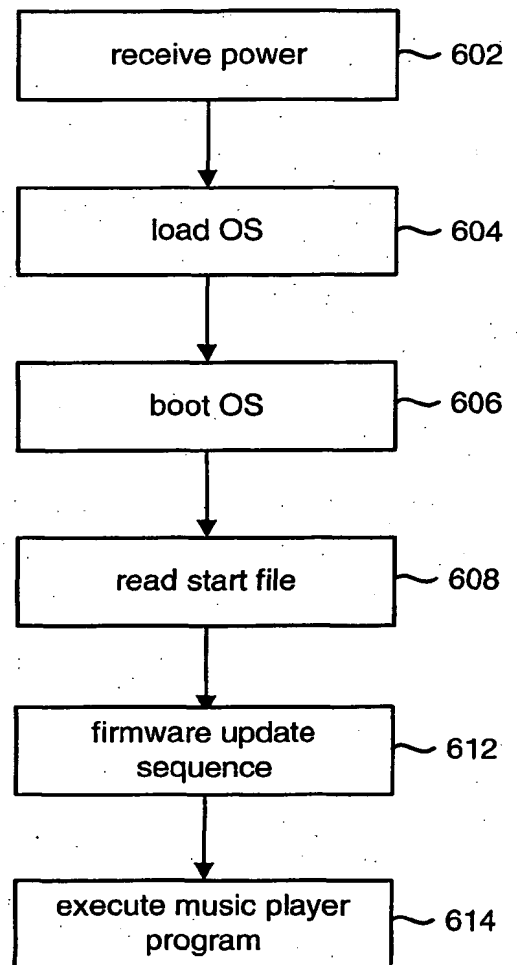 receive power 602
load OS 604
boot OS 606
read start file 608
firmware update
sequence 612
execute music player
program 614